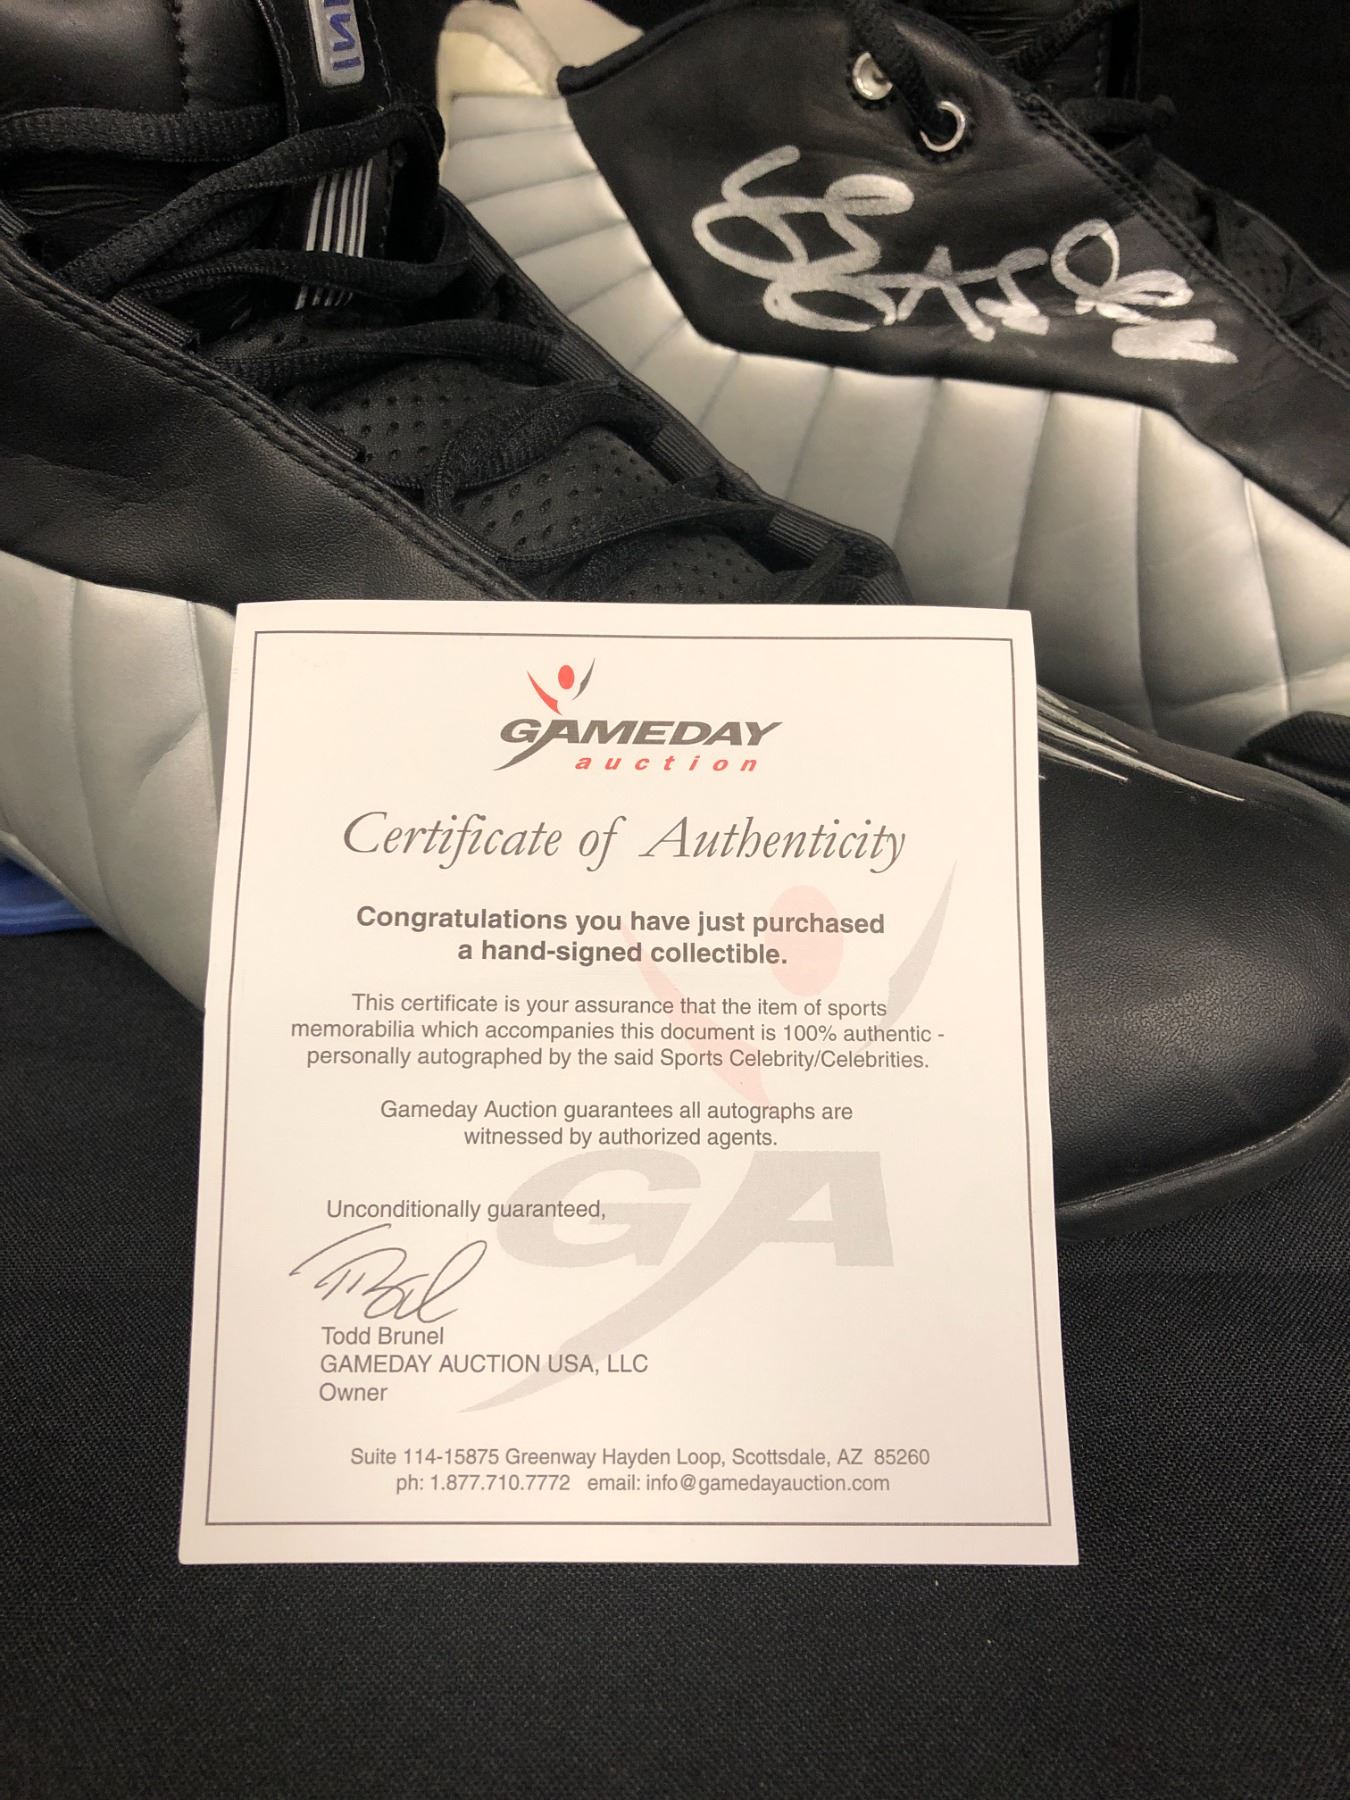 GAMEDAY
auction
Certificate of Authenticity
Congratulations you have just purchased
a hand-signed collectible.
This certificate is your assurance that the item of sports
memorabilia which accompanies this document is 100% authentic -
personally autographed by the said Sports Celebrity/Celebrities.
Gameday Auction guarantees all autographs are
witnessed by authorized agents.
GA
Unconditionally guaranteed,
Todd Brunel
GAMEDAY AUCTION USA, LLC
Owner
Suite 114-15875 Greenway Hayden Loop, Scottsdale, AZ 85260
ph: 1.877.710.7772 email: info@gamedayauction.com